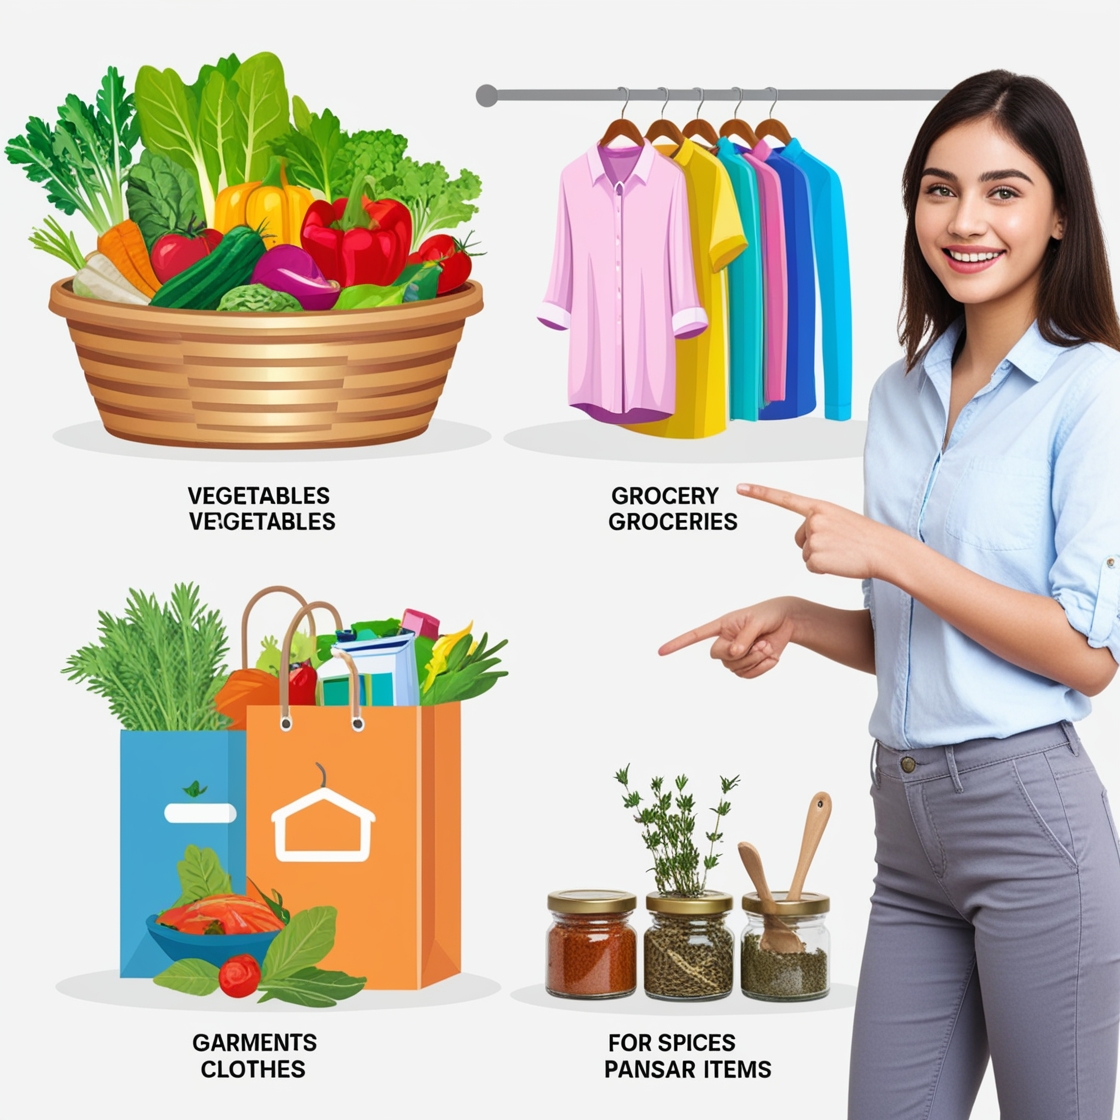 VEGETABLES
VEGETABLES
GROCERY
GROCERIES
GARMENTS
CLOTHES
FOR SPICES
PANSAR ITEMS